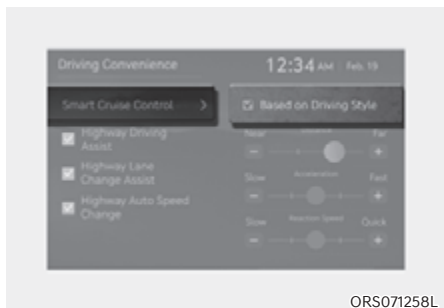 Driving Convenience
12:34 AM Feb. 19
Smart Cruise Control >
Based on Driving Style
Highway Driving
Assist
Highway Lane
Change Assist
Highway Auto Speed
Change
Near Distance Far
Slow Acceleration Fast
Slow Reaction Speed Quick
ORS071258L